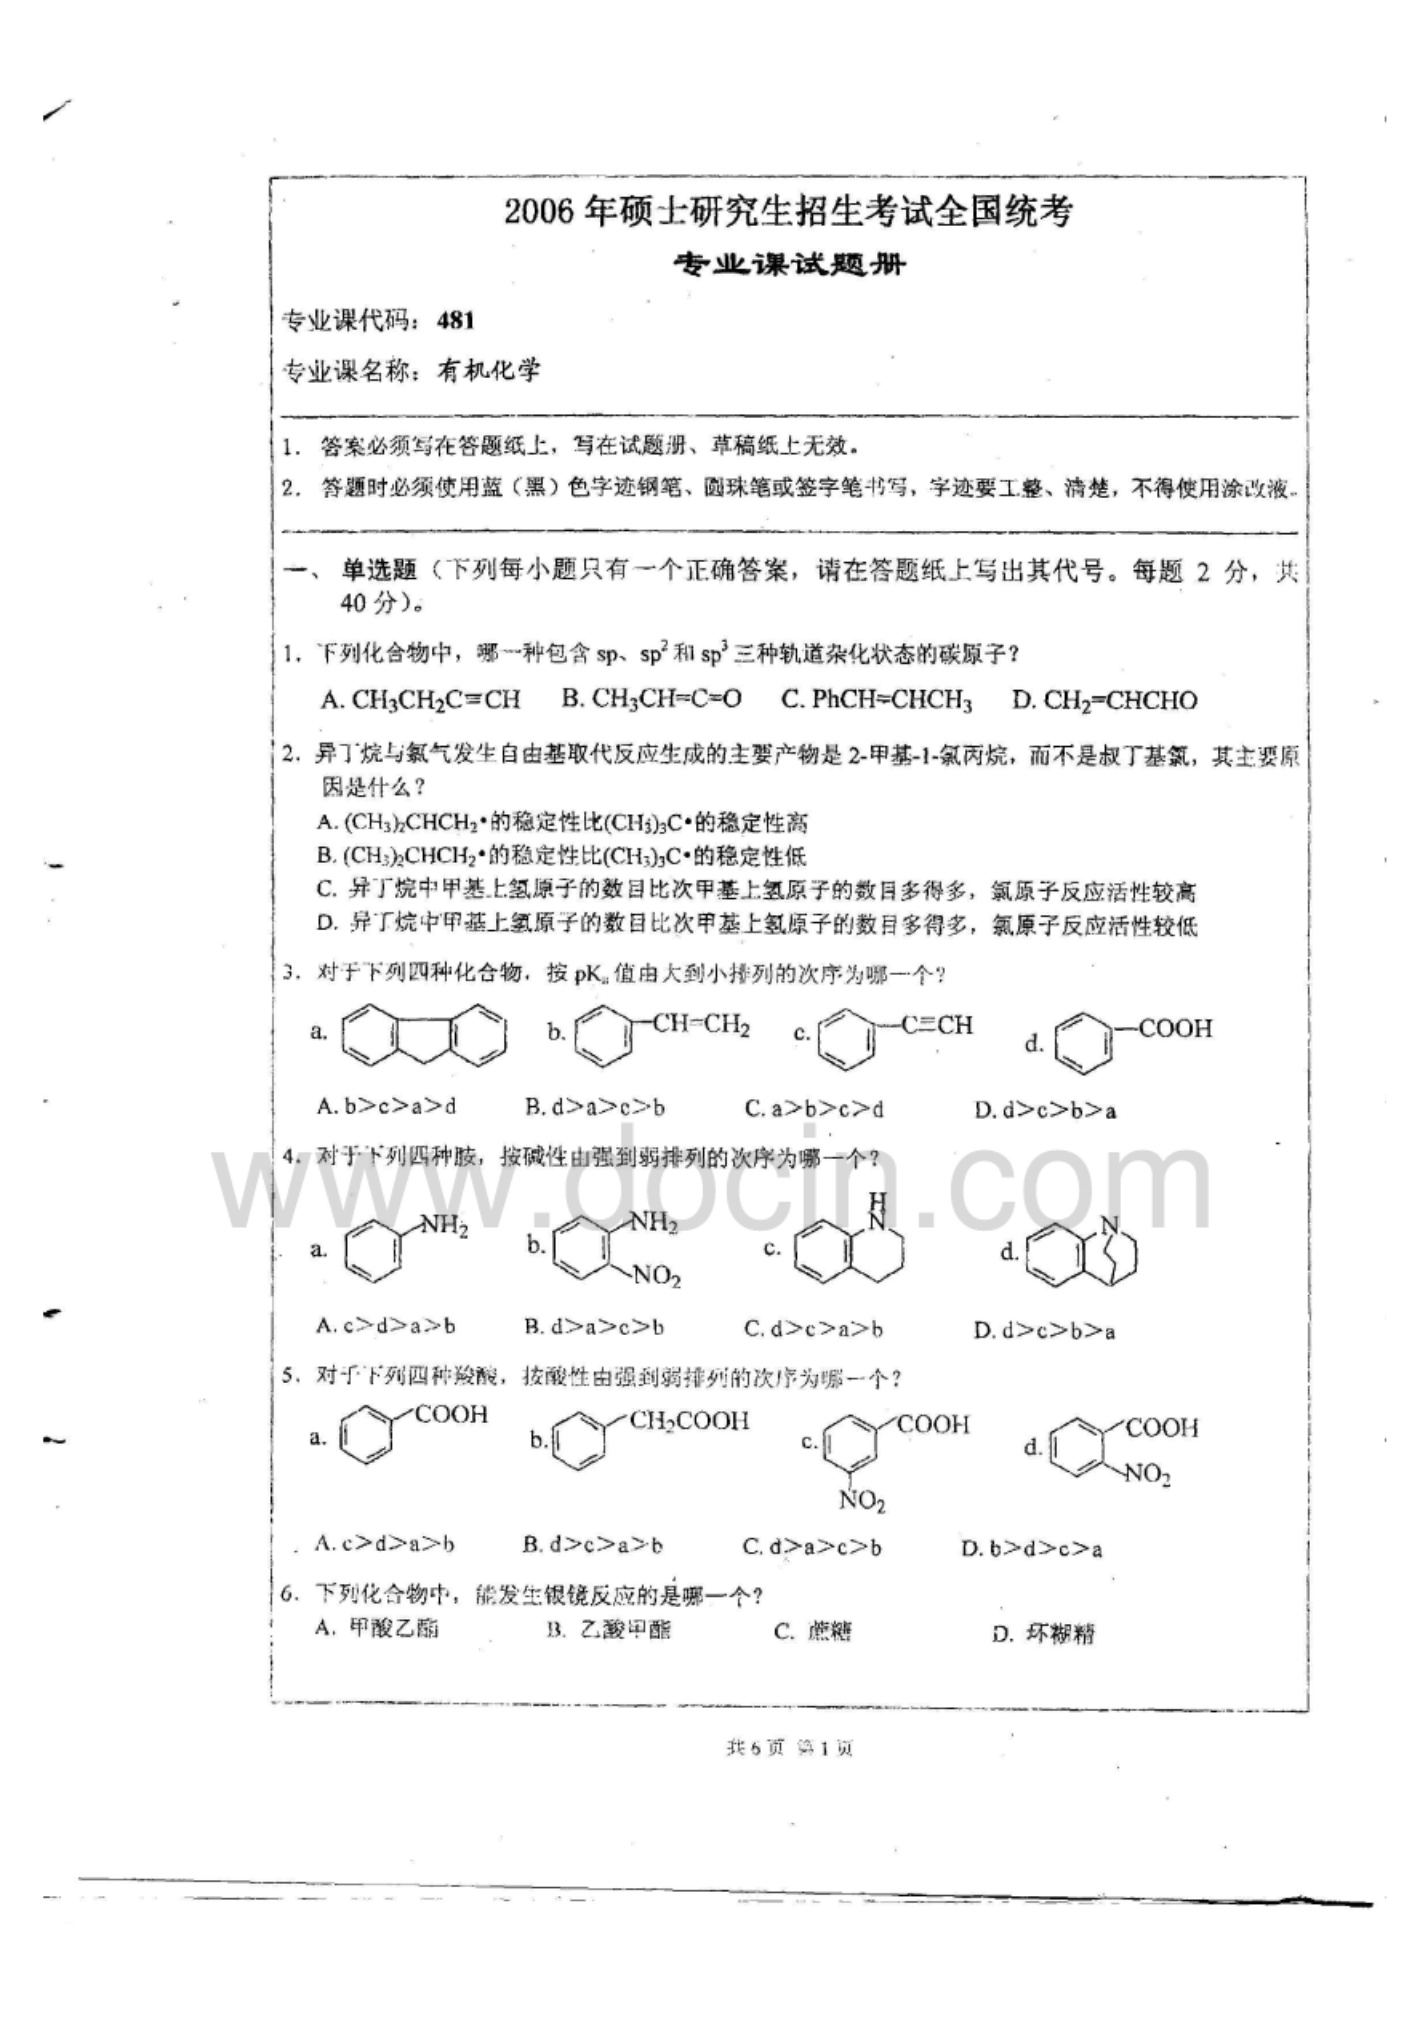 2006 年硕士研究生招生考试全国统考
专业课试题册
专业课代码：481
专业课名称：有机化学
1. 答案必须写在答题纸上，写在试题册、草稿纸上无效。
2. 答题时必须使用蓝（黑）色字迹钢笔、圆珠笔或签字笔书写，字迹要工整、清楚，不得使用涂改液。
一、 单选题（下列每小题只有一个正确答案，请在答题纸上写出其代号。每题 2 分，共
40 分）。
1. 下列化合物中，哪一种包含 sp、sp² 和 sp³ 三种轨道杂化状态的碳原子？
A. CH₃CH₂C≡CH B. CH₃CH=C=O C. PhCH=CHCH₃ D. CH₂=CHCHO
2. 异丁烷与氯气发生自由基取代反应生成的主要产物是 2-甲基-1-氯丙烷，而不是叔丁基氯，其主要原
因是什么？
A. (CH₃)₂CHCH₂•的稳定性比(CH₃)₃C•的稳定性高
B. (CH₃)₂CHCH₂•的稳定性比(CH₃)₃C•的稳定性低
C. 异丁烷中甲基上氢原子的数目比次甲基上氢原子的数目多得多，氯原子反应活性较高
D. 异丁烷中甲基上氢原子的数目比次甲基上氢原子的数目多得多，氯原子反应活性较低
3. 对于下列四种化合物，按 pKₐ 值由大到小排列的次序为哪一个？
a. b. CH=CH₂ c. C≡CH d. COOH
A. b＞c＞a＞d B. d＞a＞c＞b C. a＞b＞c＞d D. d＞c＞b＞a
www.docin.com
4. 对于下列四种胺，按碱性由强到弱排列的次序为哪一个？
a. NH₂ b. NH₂ NO₂ c. H N d. N
A. c＞d＞a＞b B. d＞a＞c＞b C. d＞c＞a＞b D. d＞c＞b＞a
5. 对于下列四种羧酸，按酸性由强到弱排列的次序为哪一个？
a. COOH b. CH₂COOH c. COOH NO₂ d. COOH NO₂
A. c＞d＞a＞b B. d＞c＞a＞b C. d＞a＞c＞b D. b＞d＞c＞a
6. 下列化合物中，能发生银镜反应的是哪一个？
A. 甲酸乙酯 B. 乙酸甲酯 C. 蔗糖 D. 环糊精
共 6 页 第 1 页